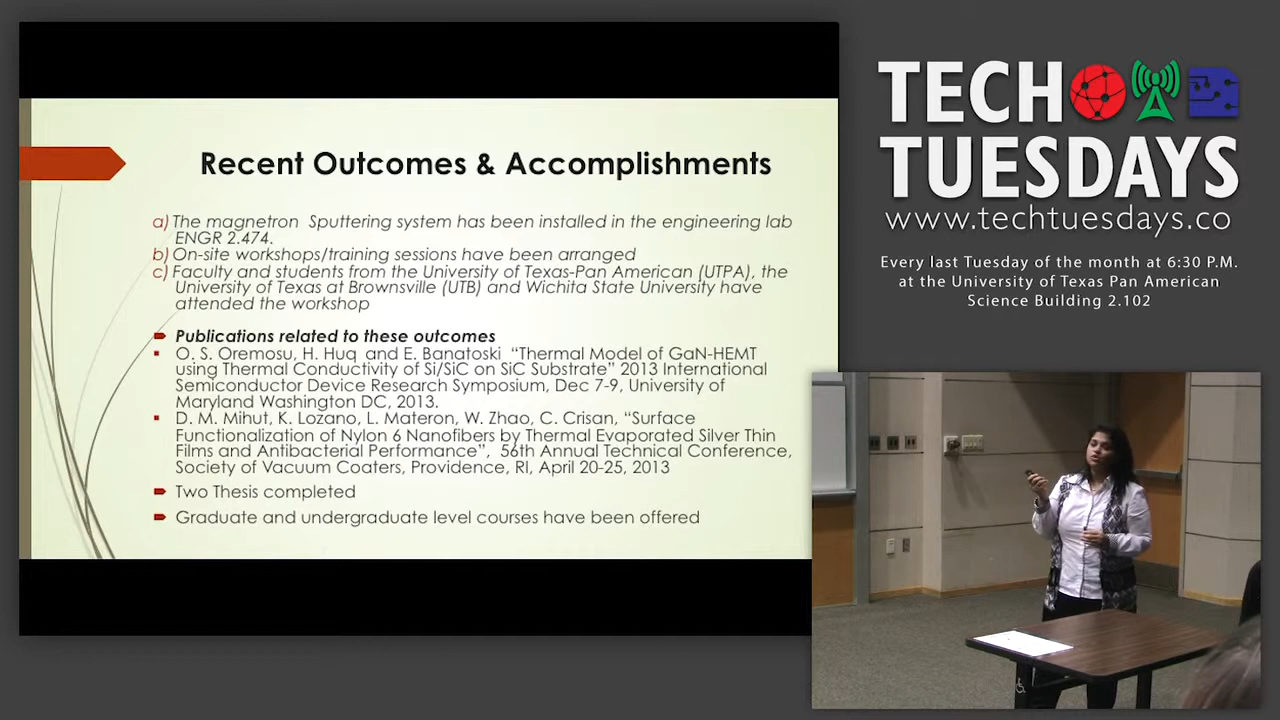 Recent Outcomes & Accomplishments
a) The magnetron Sputtering system has been installed in the engineering lab
ENGR 2.474.
b) On-site workshops/training sessions have been arranged
c) Faculty and students from the University of Texas-Pan American (UTPA), the
University of Texas at Brownsville (UTB) and Wichita State University have
attended the workshop
Publications related to these outcomes
O. S. Oremosu, H. Huq and E. Banatoski “Thermal Model of GaN-HEMT
using Thermal Conductivity of Si/SiC on SiC Substrate” 2013 International
Semiconductor Device Research Symposium, Dec 7-9, University of
Maryland Washington DC, 2013.
D. M. Mihut, K. Lozano, L. Materon, W. Zhao, C. Crisan, “Surface
Functionalization of Nylon 6 Nanofibers by Thermal Evaporated Silver Thin
Films and Antibacterial Performance”, 56th Annual Technical Conference,
Society of Vacuum Coaters, Providence, RI, April 20-25, 2013
Two Thesis completed
Graduate and undergraduate level courses have been offered
TECH
TUESDAYS
www.techtuesdays.co
Every last Tuesday of the month at 6:30 P.M.
at the University of Texas Pan American
Science Building 2.102